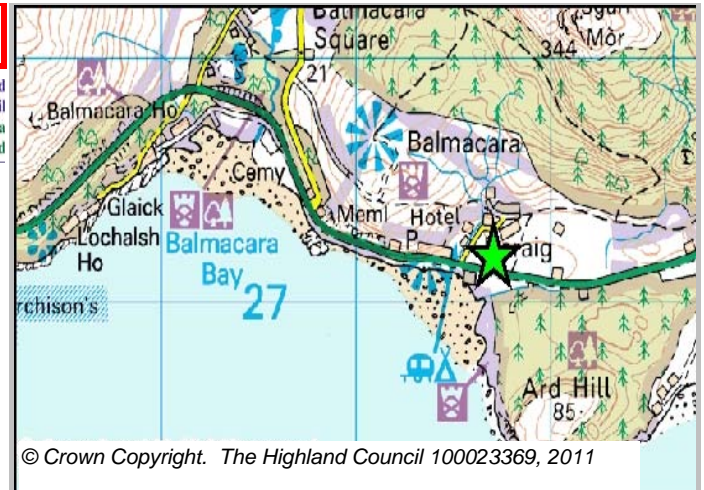 Balmacara
Square
21
344
Mòr
Balmacara Ho
Balmacara
Cemy
Glaick
Meml
Hotel
P
7
aig
Lochalsh
Ho
Balmacara
Bay
27
rchison's
Ard Hill
85
© Crown Copyright. The Highland Council 100023369, 2011